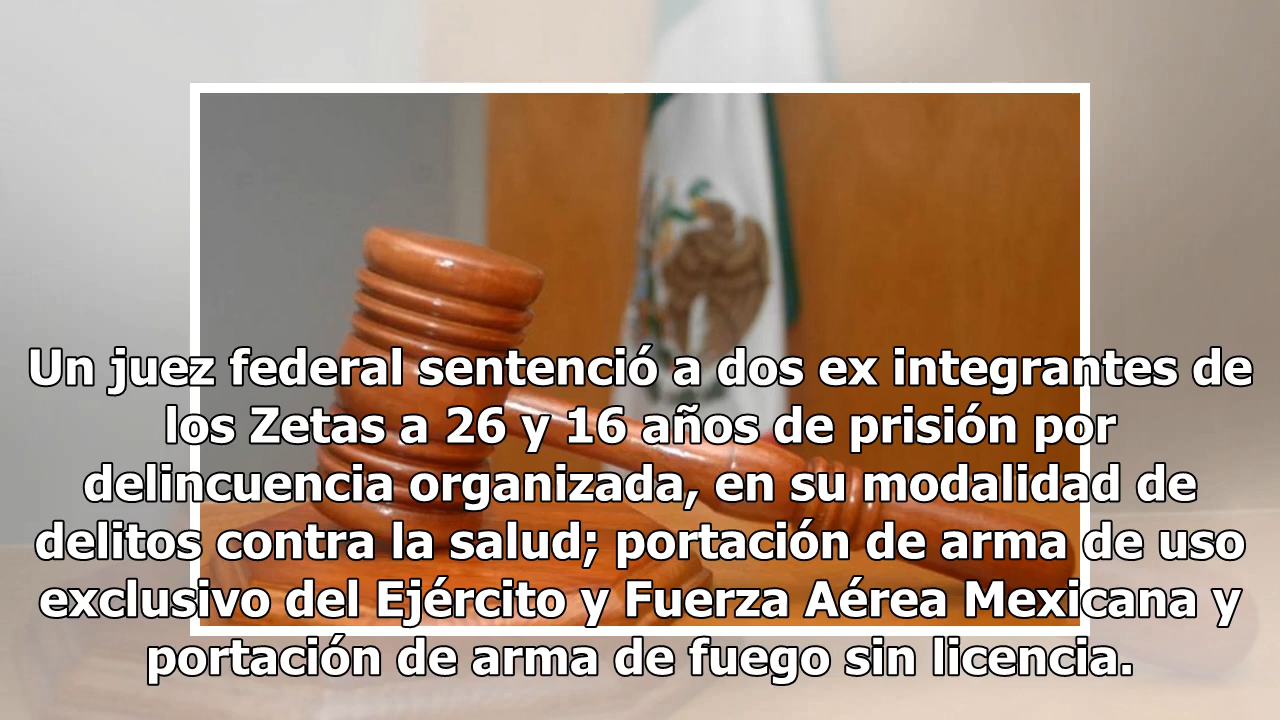 Un juez federal sentenció a dos ex integrantes de
los Zetas a 26 y 16 años de prisión por
delincuencia organizada, en su modalidad de
delitos contra la salud; portación de arma de uso
exclusivo del Ejército y Fuerza Aérea Mexicana y
portación de arma de fuego sin licencia.